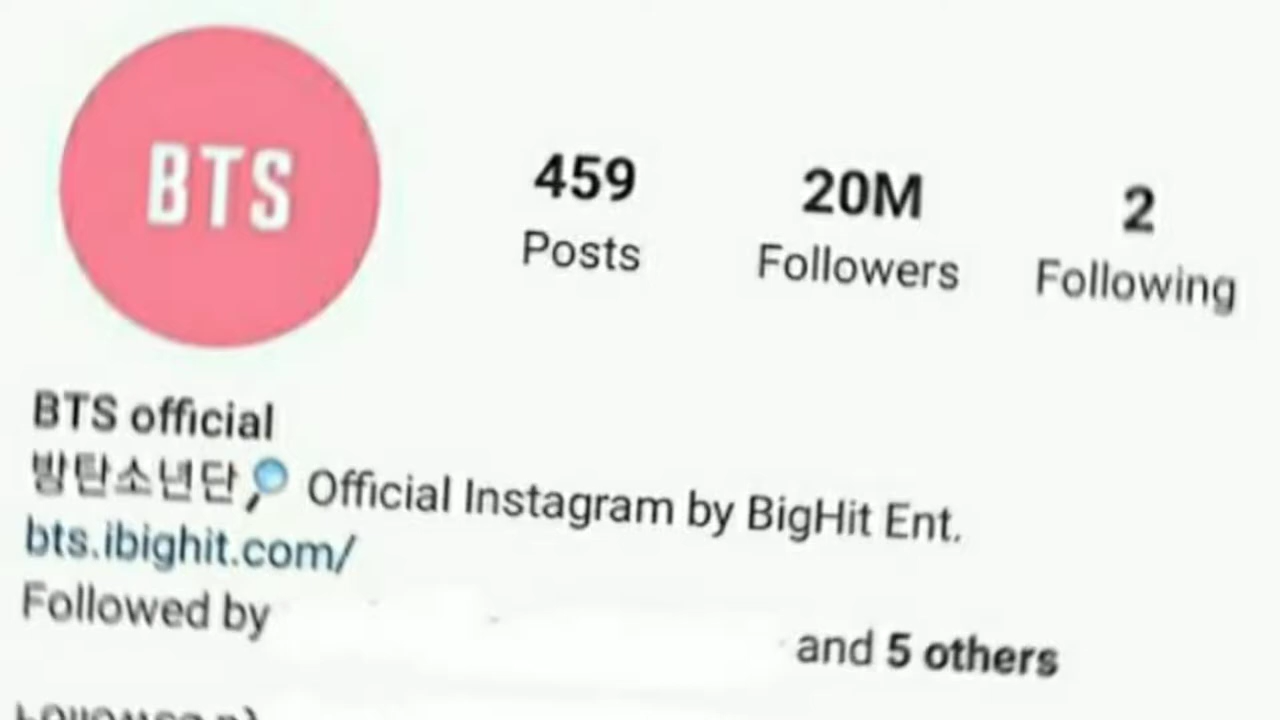 BTS
459
Posts
20M
Followers
2
Following
BTS official
방탄소년단 Official Instagram by BigHit Ent.
bts.ibighit.com/
Followed by and 5 others